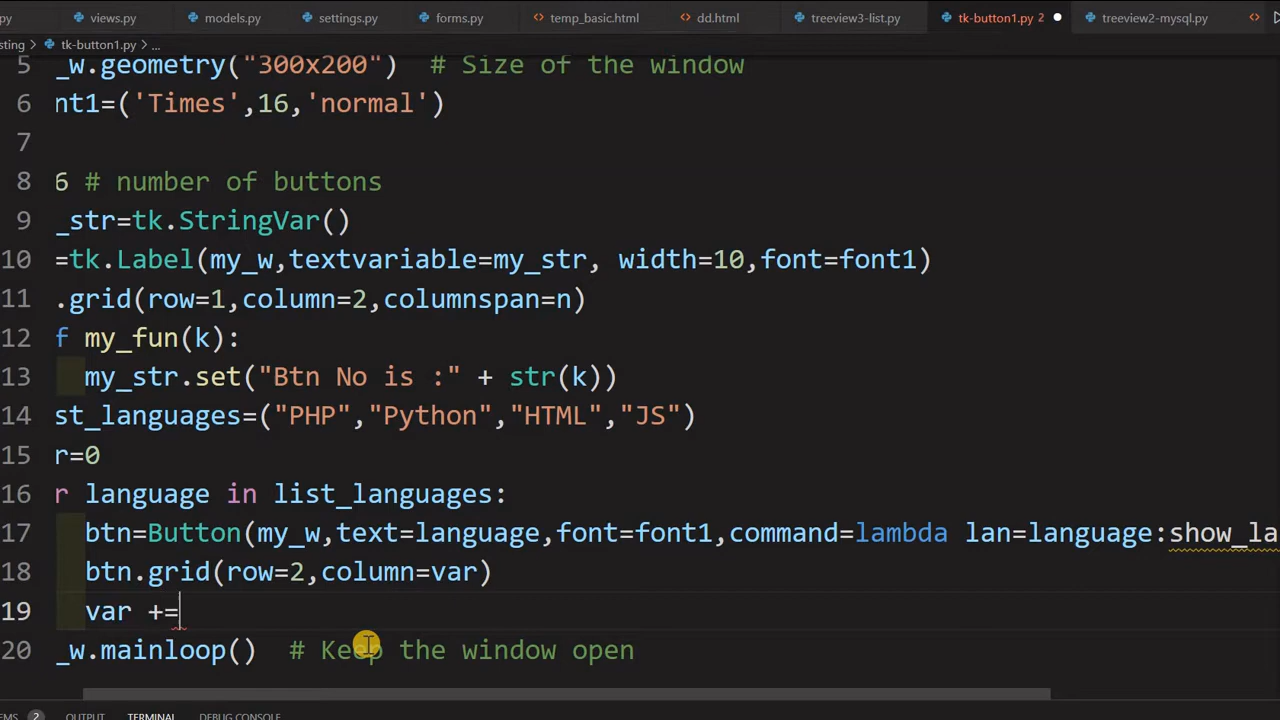 py views.py models.py settings.py forms.py temp_basic.html dd.html treeview3-list.py tk-button1.py 2 treeview2-mysql.py
sting > tk-button1.py > ...
5 _w.geometry("300x200")  # Size of the window
6 nt1=('Times',16,'normal')
7
8 6 # number of buttons
9 _str=tk.StringVar()
10 =tk.Label(my_w,textvariable=my_str, width=10,font=font1)
11 .grid(row=1,column=2,columnspan=n)
12 f my_fun(k):
13 my_str.set("Btn No is :" + str(k))
14 st_languages=("PHP","Python","HTML","JS")
15 r=0
16 r language in list_languages:
17 btn=Button(my_w,text=language,font=font1,command=lambda lan=language:show_la
18 btn.grid(row=2,column=var)
19 var +=
20 _w.mainloop()  # Keep the window open
EMS 2 OUTPUT TERMINAL DEBUG CONSOLE